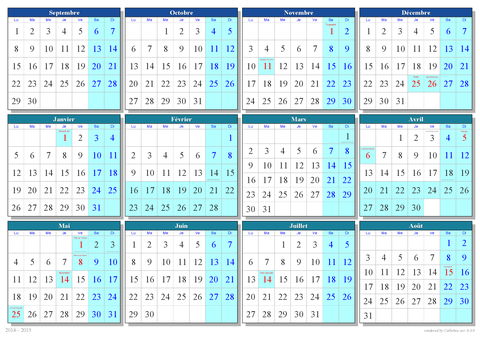 Septembre
Lu Ma Me Je Ve Sa Di
1 2 3 4 5 6 7
8 9 10 11 12 13 14
15 16 17 18 19 20 21
22 23 24 25 26 27 28
29 30
Octobre
Lu Ma Me Je Ve Sa Di
1 2 3 4 5
6 7 8 9 10 11 12
13 14 15 16 17 18 19
20 21 22 23 24 25 26
27 28 29 30 31
Novembre
Lu Ma Me Je Ve Sa Di
1 2
3 4 5 6 7 8 9
10 11 12 13 14 15 16
17 18 19 20 21 22 23
24 25 26 27 28 29 30
Décembre
Lu Ma Me Je Ve Sa Di
1 2 3 4 5 6 7
8 9 10 11 12 13 14
15 16 17 18 19 20 21
22 23 24 25 26 27 28
29 30 31
Janvier
Lu Ma Me Je Ve Sa Di
1 2 3 4
5 6 7 8 9 10 11
12 13 14 15 16 17 18
19 20 21 22 23 24 25
26 27 28 29 30 31
Février
Lu Ma Me Je Ve Sa Di
1
2 3 4 5 6 7 8
9 10 11 12 13 14 15
16 17 18 19 20 21 22
23 24 25 26 27 28
Mars
Lu Ma Me Je Ve Sa Di
1
2 3 4 5 6 7 8
9 10 11 12 13 14 15
16 17 18 19 20 21 22
23 24 25 26 27 28 29
30 31
Avril
Lu Ma Me Je Ve Sa Di
1 2 3 4 5
6 7 8 9 10 11 12
13 14 15 16 17 18 19
20 21 22 23 24 25 26
27 28 29 30
Mai
Lu Ma Me Je Ve Sa Di
1 2 3
4 5 6 7 8 9 10
11 12 13 14 15 16 17
18 19 20 21 22 23 24
25 26 27 28 29 30 31
Juin
Lu Ma Me Je Ve Sa Di
1 2 3 4 5 6 7
8 9 10 11 12 13 14
15 16 17 18 19 20 21
22 23 24 25 26 27 28
29 30
Juillet
Lu Ma Me Je Ve Sa Di
1 2 3 4 5
6 7 8 9 10 11 12
13 14 15 16 17 18 19
20 21 22 23 24 25 26
27 28 29 30 31
Août
Lu Ma Me Je Ve Sa Di
1 2
3 4 5 6 7 8 9
10 11 12 13 14 15 16
17 18 19 20 21 22 23
24 25 26 27 28 29 30
31
2014 - 2015